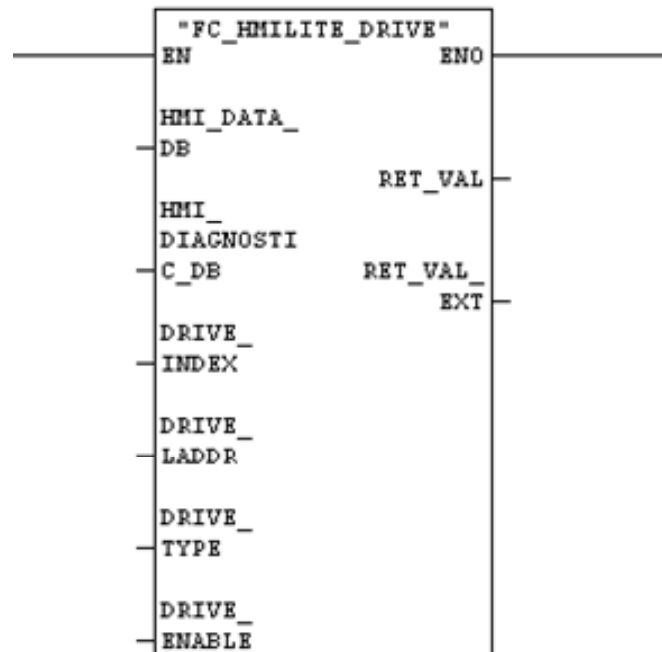 "FC_HMILITE_DRIVE"
EN ENO
HMI_DATA_
DB
RET_VAL
HMI_
DIAGNOSTI
C_DB RET_VAL_
EXT
DRIVE_
INDEX
DRIVE_
LADDR
DRIVE_
TYPE
DRIVE_
ENABLE